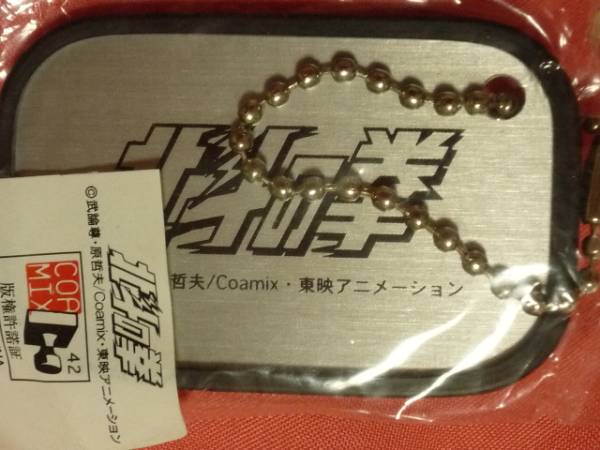 北斗の拳
哲夫/Coamix・東映アニメーション
©武論尊・原哲夫/Coamix・東映アニメーション
北斗の拳
COA
MIX
42
版権許諾証